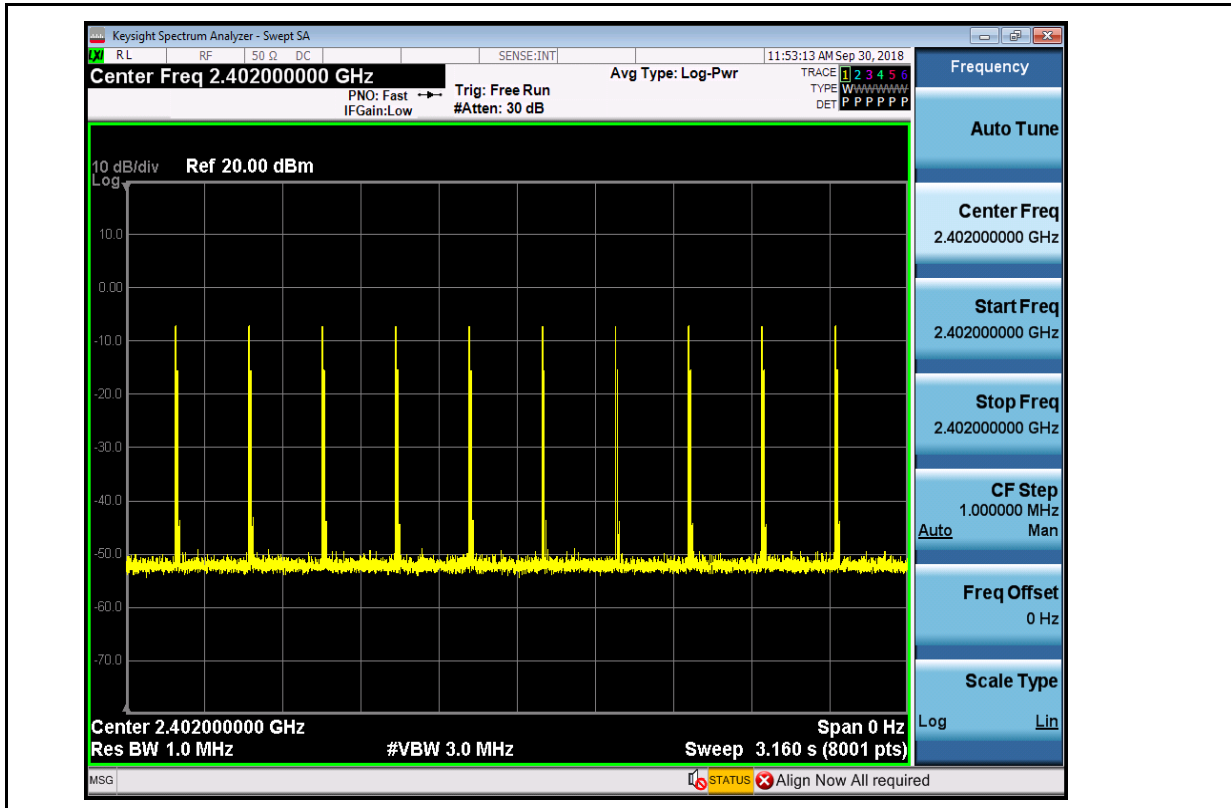 Keysight Spectrum Analyzer - Swept SA
LXI RL RF 50 Ω DC SENSE:INT 11:53:13 AM Sep 30, 2018
Center Freq 2.402000000 GHz Avg Type: Log-Pwr TRACE 1 2 3 4 5 6
PNO: Fast Trig: Free Run TYPE WWWWWW
IFGain:Low #Atten: 30 dB DET P P P P P P
10 dB/div Ref 20.00 dBm
Log
10.0
0.00
-10.0
-20.0
-30.0
-40.0
-50.0
-60.0
-70.0
Center 2.402000000 GHz Span 0 Hz
Res BW 1.0 MHz #VBW 3.0 MHz Sweep 3.160 s (8001 pts)
MSG STATUS Align Now All required
Frequency
Auto Tune
Center Freq
2.402000000 GHz
Start Freq
2.402000000 GHz
Stop Freq
2.402000000 GHz
CF Step
1.000000 MHz
Auto Man
Freq Offset
0 Hz
Scale Type
Log Lin